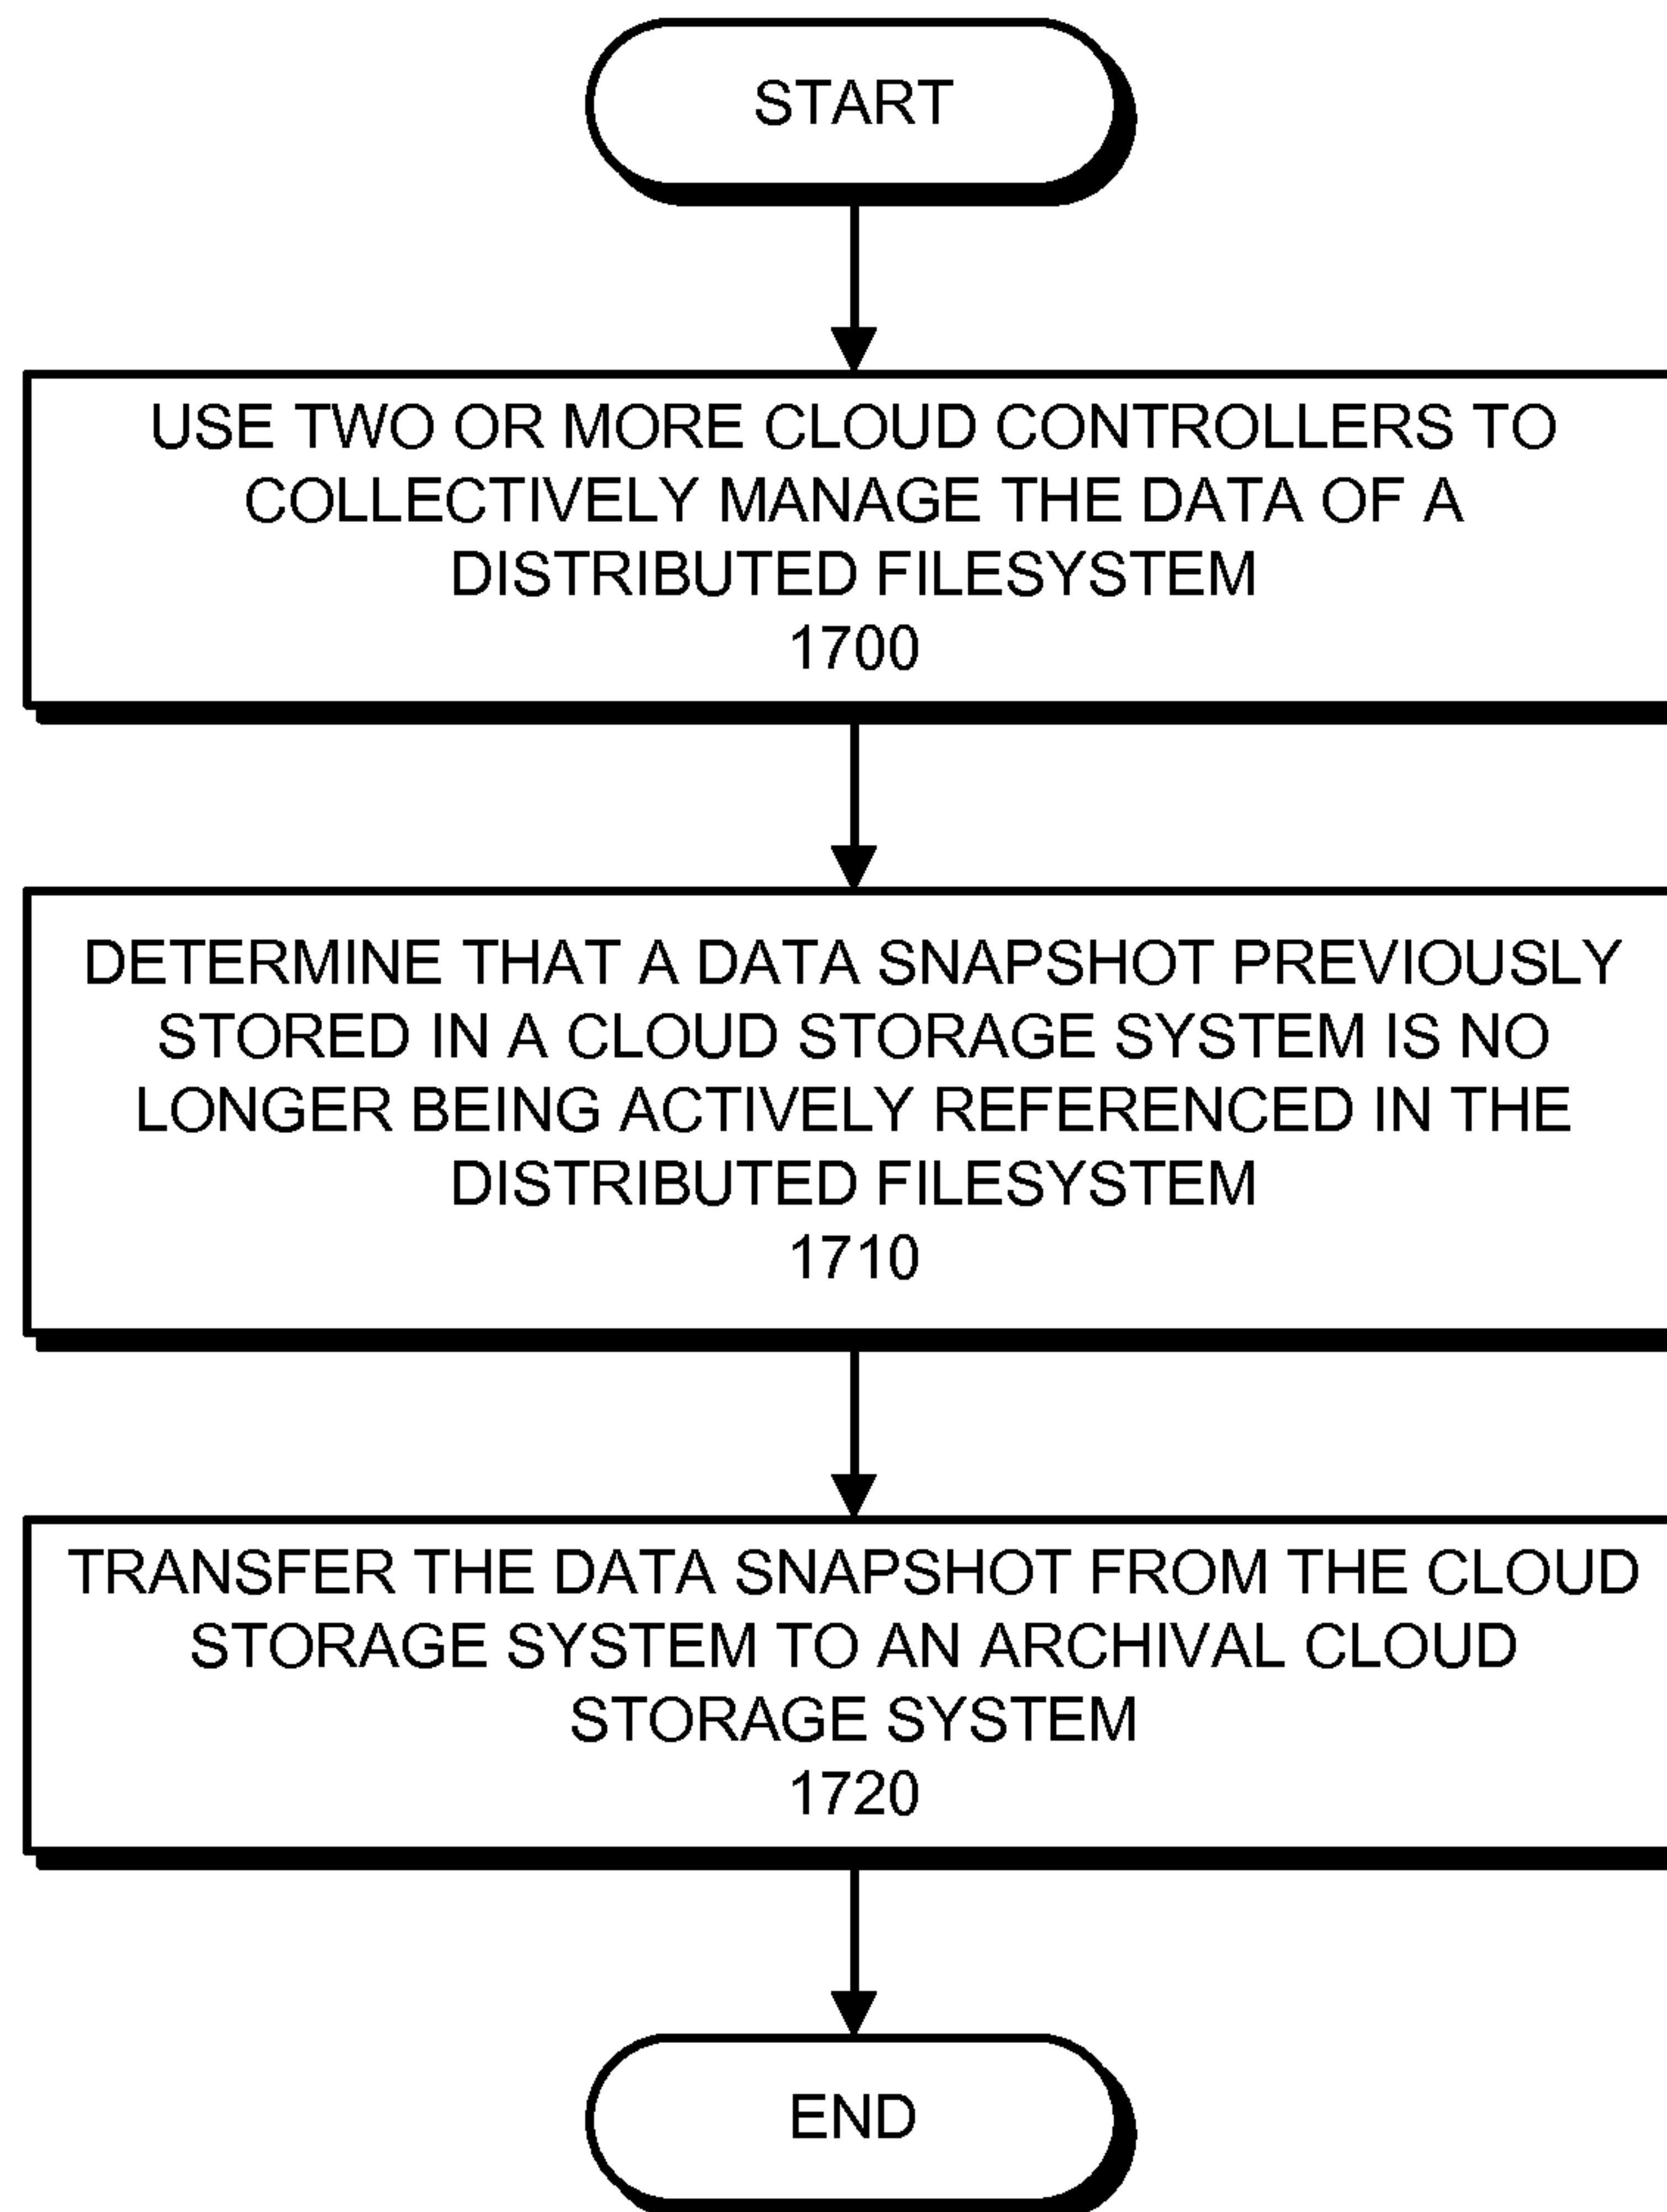 START
USE TWO OR MORE CLOUD CONTROLLERS TO
COLLECTIVELY MANAGE THE DATA OF A
DISTRIBUTED FILESYSTEM
1700
DETERMINE THAT A DATA SNAPSHOT PREVIOUSLY
STORED IN A CLOUD STORAGE SYSTEM IS NO
LONGER BEING ACTIVELY REFERENCED IN THE
DISTRIBUTED FILESYSTEM
1710
TRANSFER THE DATA SNAPSHOT FROM THE CLOUD
STORAGE SYSTEM TO AN ARCHIVAL CLOUD
STORAGE SYSTEM
1720
END